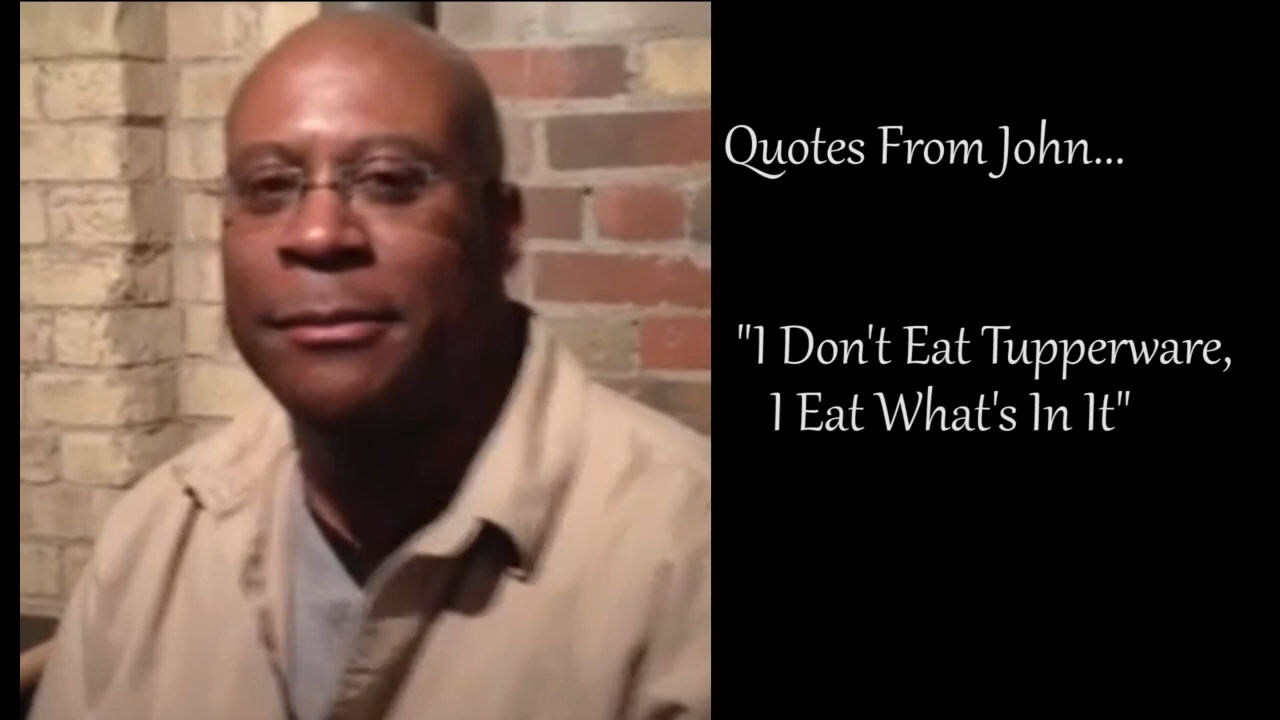 Quotes From John...
"I Don't Eat Tupperware,
I Eat What's In It"